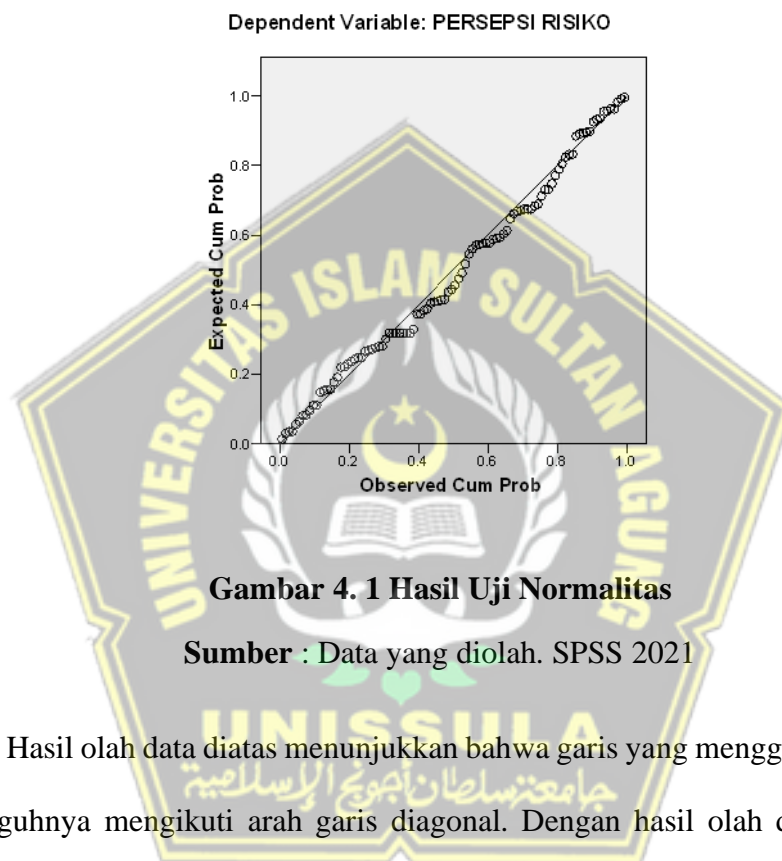 Dependent Variable: PERSEPSI RISIKO
1.0
0.8
0.6
0.4
0.2
0.0
Expected Cum Prob
0.0 0.2 0.4 0.6 0.8 1.0
Observed Cum Prob
UNIVERSITAS ISLAM SULTAN AGUNG
Gambar 4. 1 Hasil Uji Normalitas
Sumber : Data yang diolah. SPSS 2021
UNISSULA
جامعتسلطان أجونج الإسلامية
Hasil olah data diatas menunjukkan bahwa garis yang mengg
guhnya mengikuti arah garis diagonal. Dengan hasil olah